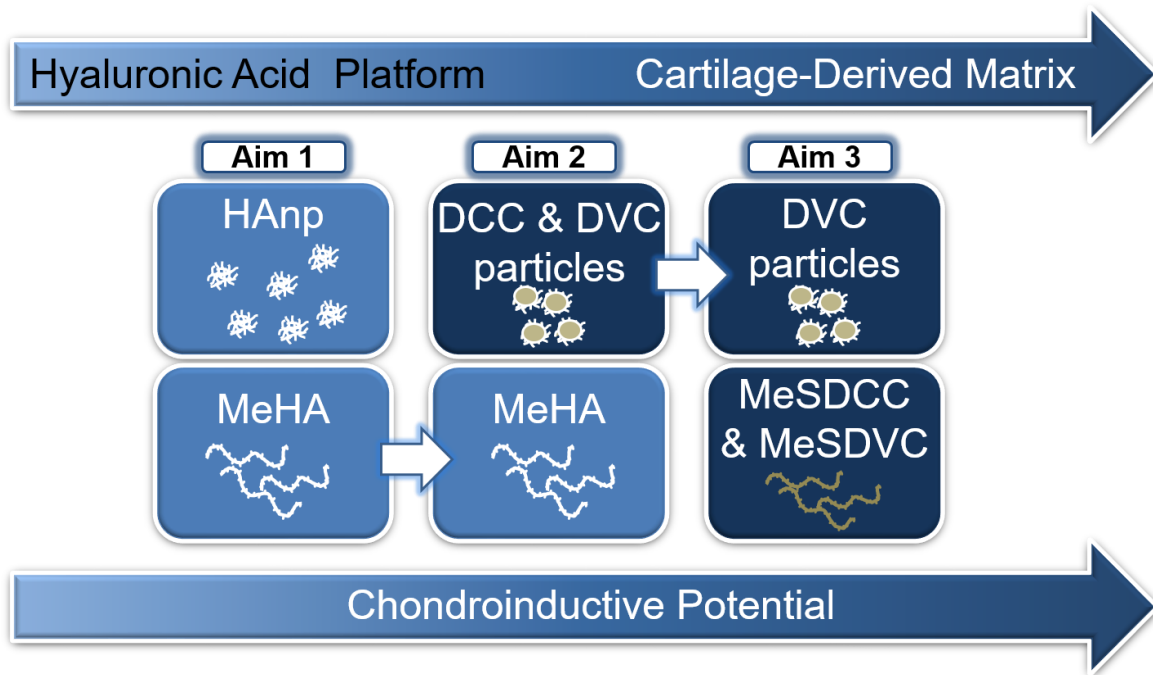 Hyaluronic Acid Platform
Cartilage-Derived Matrix
Aim 1
Aim 2
Aim 3
HAnp
DCC & DVC
particles
DVC
particles
MeHA
MeHA
MeSDCC
& MeSDVC
Chondroinductive Potential